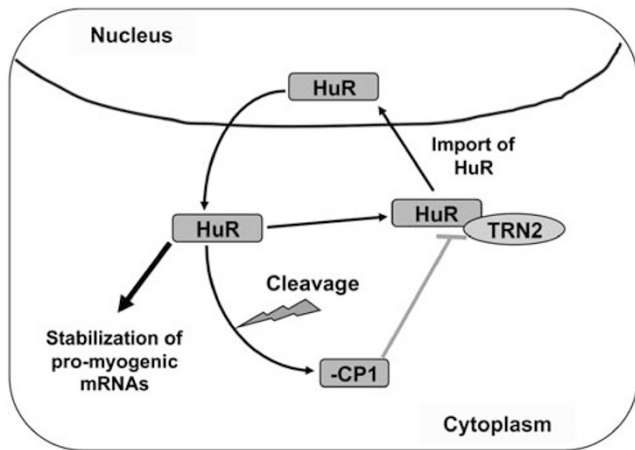 Nucleus
HuR
Import of
HuR
HuR
HuR
TRN2
Cleavage
Stabilization of
pro-myogenic
mRNAs
-CP1
Cytoplasm